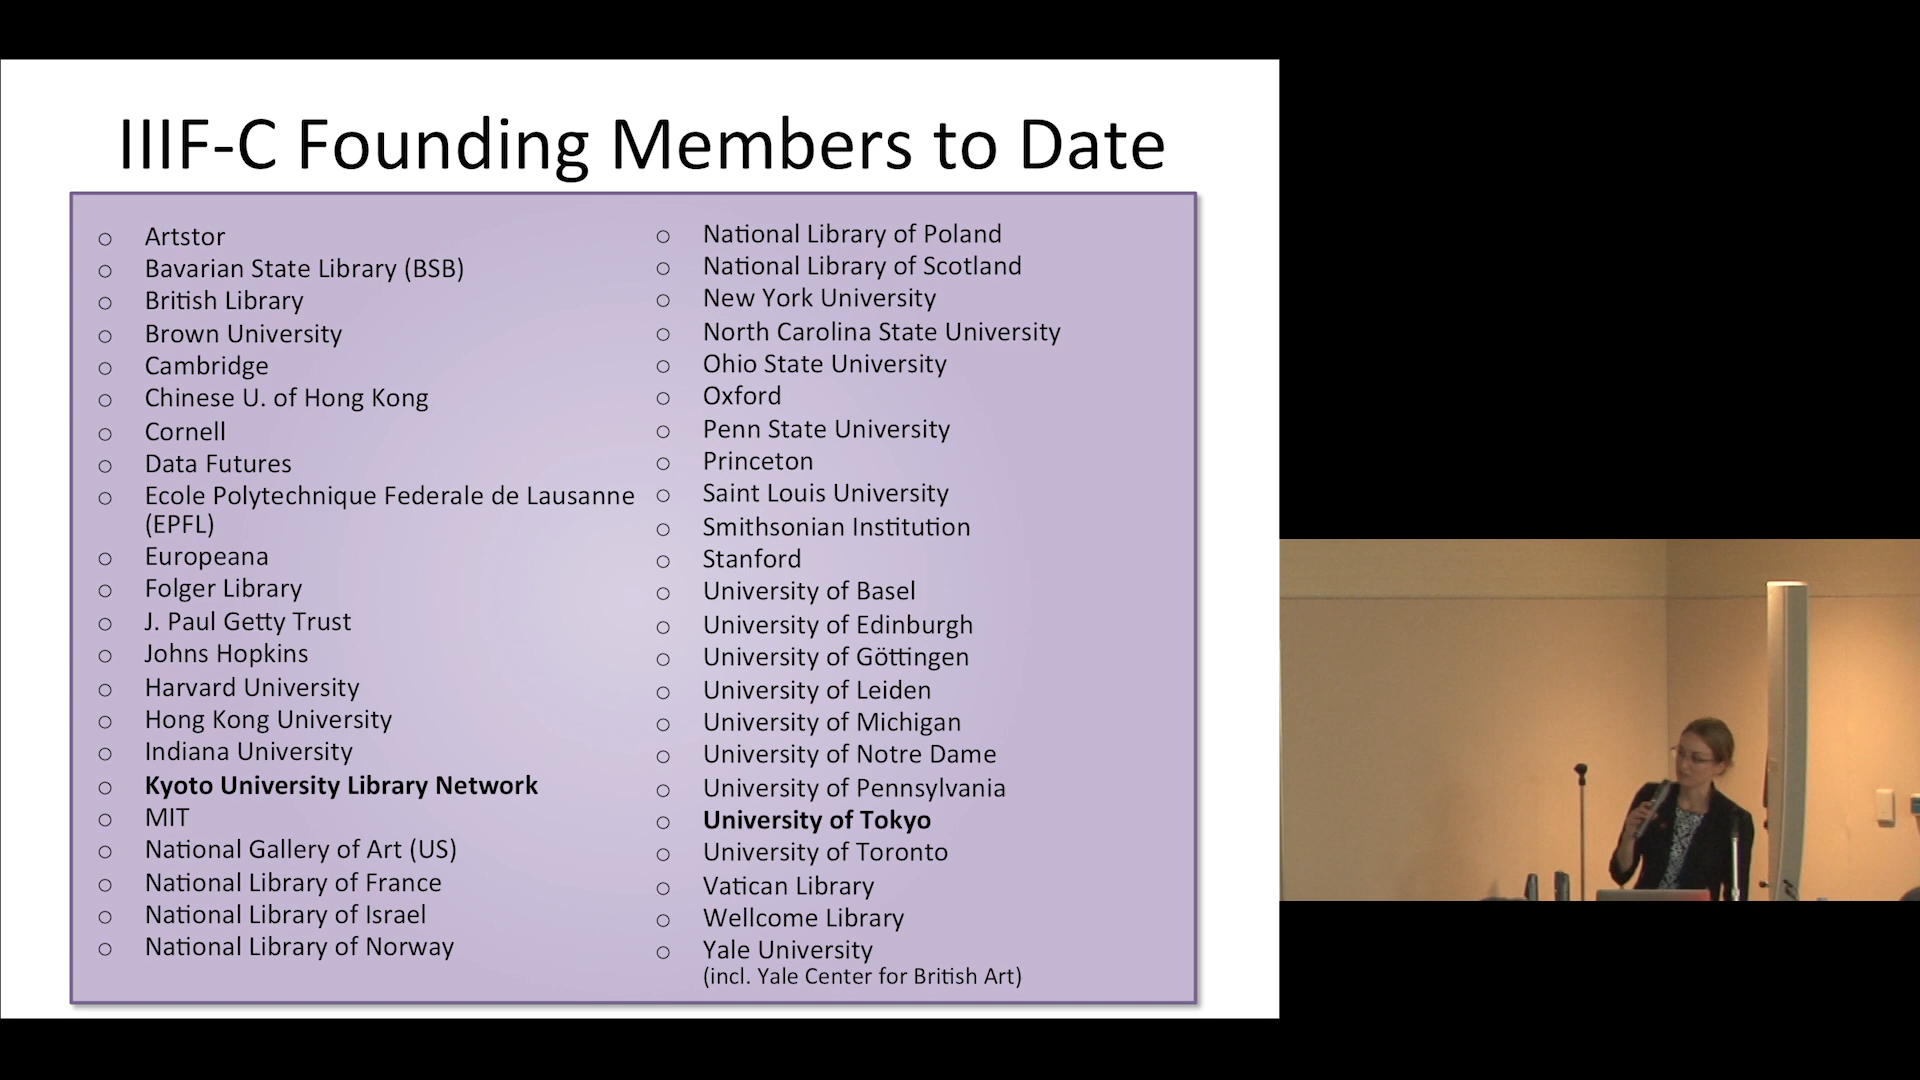 IIIF-C Founding Members to Date
○ Artstor
○ Bavarian State Library (BSB)
○ British Library
○ Brown University
○ Cambridge
○ Chinese U. of Hong Kong
○ Cornell
○ Data Futures
○ Ecole Polytechnique Federale de Lausanne
(EPFL)
○ Europeana
○ Folger Library
○ J. Paul Getty Trust
○ Johns Hopkins
○ Harvard University
○ Hong Kong University
○ Indiana University
○ Kyoto University Library Network
○ MIT
○ National Gallery of Art (US)
○ National Library of France
○ National Library of Israel
○ National Library of Norway
○ National Library of Poland
○ National Library of Scotland
○ New York University
○ North Carolina State University
○ Ohio State University
○ Oxford
○ Penn State University
○ Princeton
○ Saint Louis University
○ Smithsonian Institution
○ Stanford
○ University of Basel
○ University of Edinburgh
○ University of Göttingen
○ University of Leiden
○ University of Michigan
○ University of Notre Dame
○ University of Pennsylvania
○ University of Tokyo
○ University of Toronto
○ Vatican Library
○ Wellcome Library
○ Yale University
(incl. Yale Center for British Art)